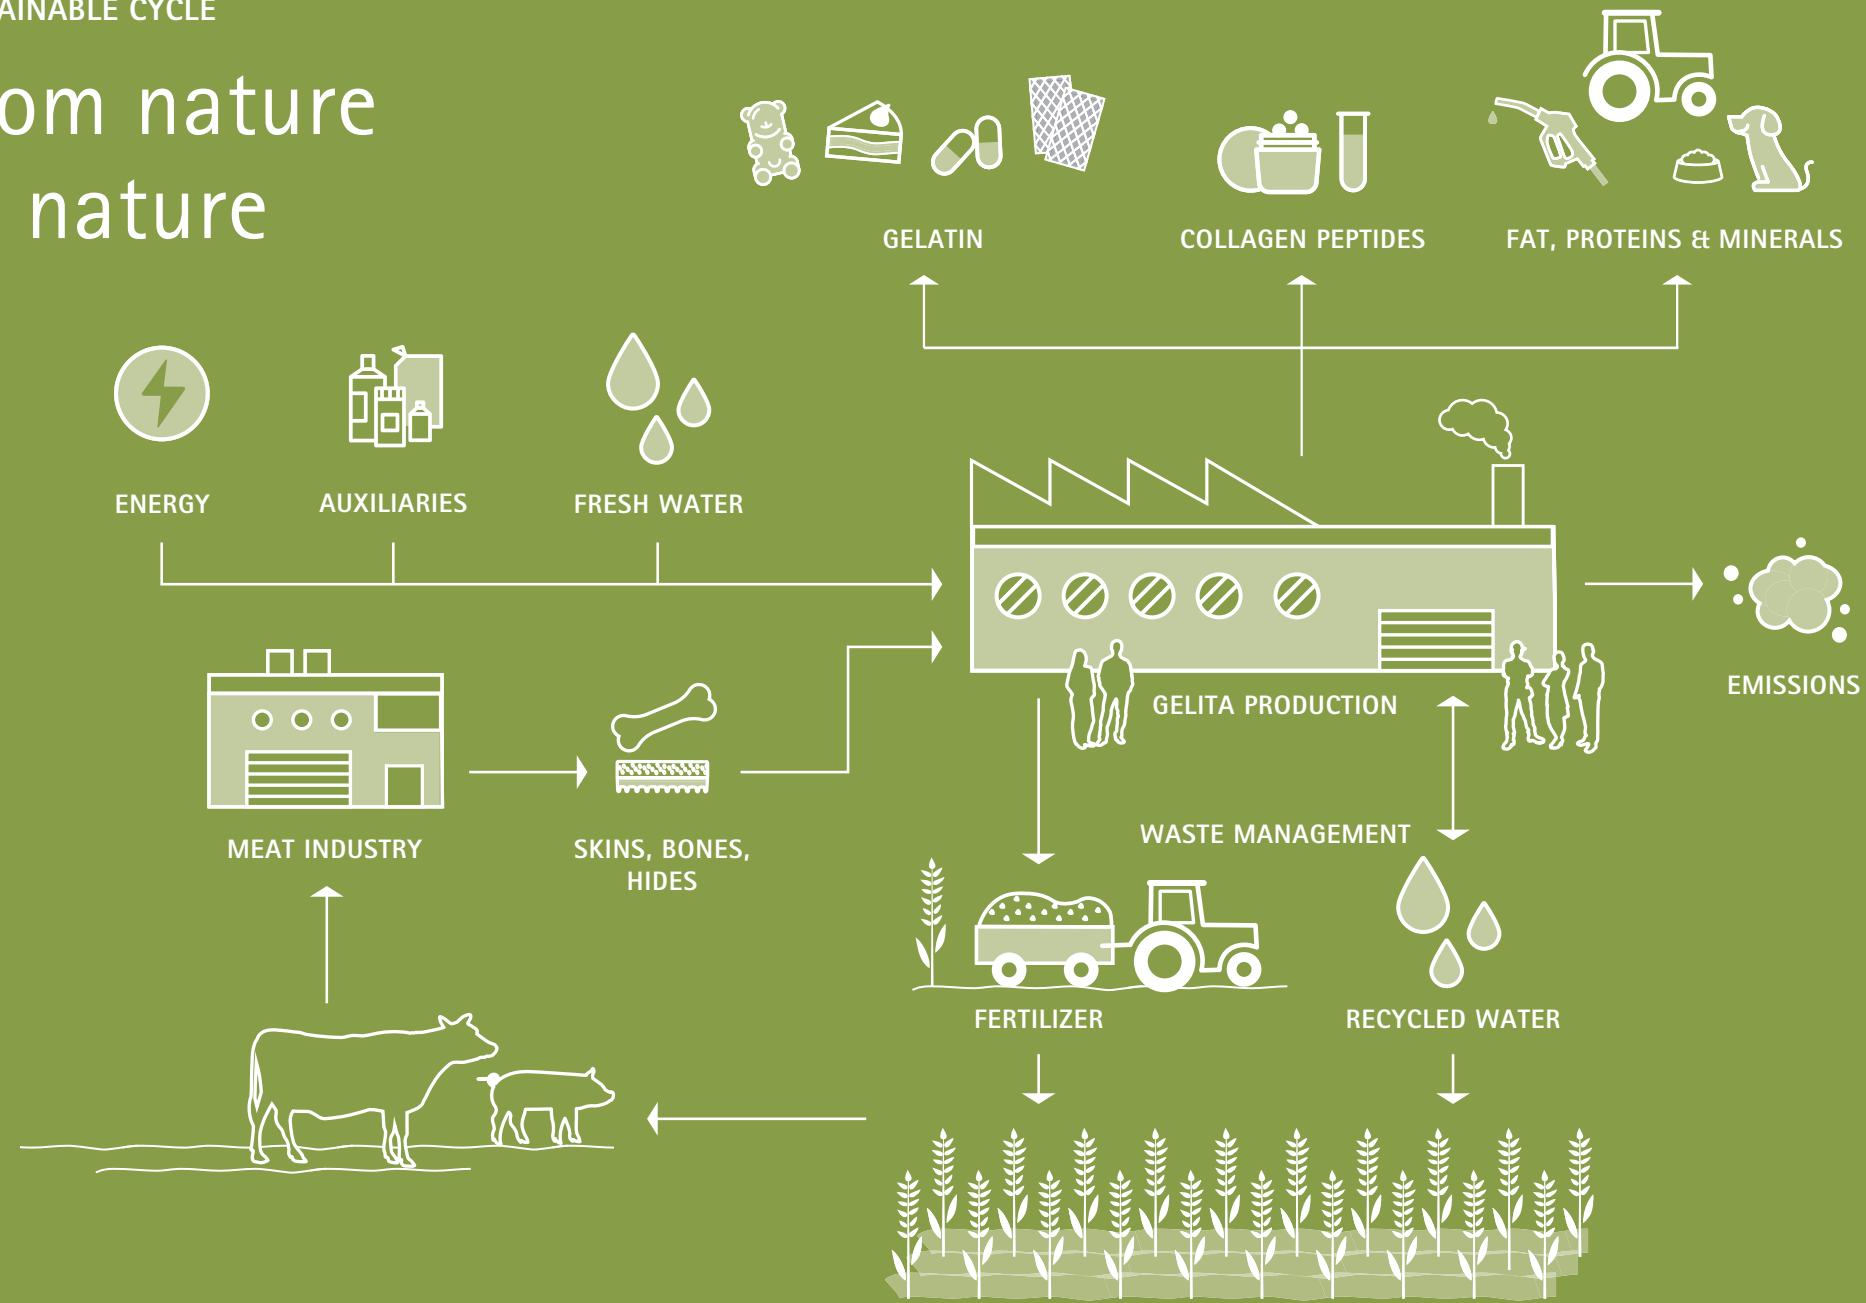 AINABLE CYCLE
om nature
nature
GELATIN
COLLAGEN PEPTIDES
FAT, PROTEINS & MINERALS
ENERGY
AUXILIARIES
FRESH WATER
EMISSIONS
GELITA PRODUCTION
MEAT INDUSTRY
SKINS, BONES,
HIDES
WASTE MANAGEMENT
FERTILIZER
RECYCLED WATER